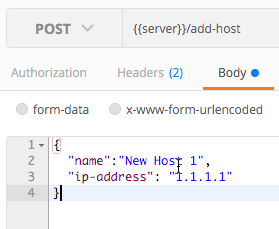 POST {{server}}/add-host
Authorization Headers (2) Body
form-data x-www-form-urlencoded
1 {
2 "name":"New Host 1",
3 "ip-address": "1.1.1.1"
4 }